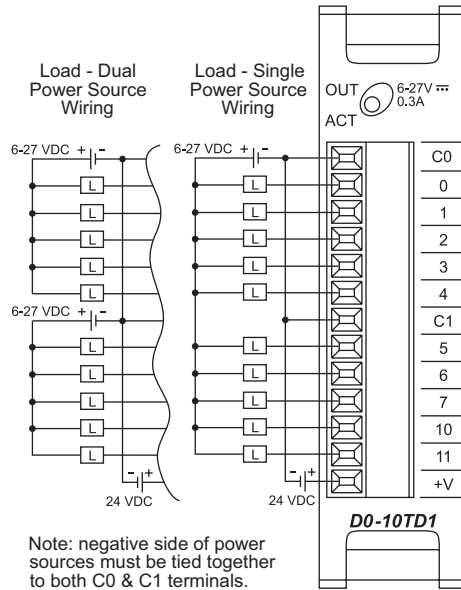 Load - Dual
Power Source
Wiring
Load - Single
Power Source
Wiring
OUT
ACT
6-27V
0.3A
6-27 VDC + -
L
L
L
L
L
6-27 VDC + -
L
L
L
L
L
- +
24 VDC
6-27 VDC + -
L
L
L
L
L
L
L
L
L
L
- +
24 VDC
C0
0
1
2
3
4
C1
5
6
7
10
11
+V
D0-10TD1
Note: negative side of power
sources must be tied together
to both C0 & C1 terminals.